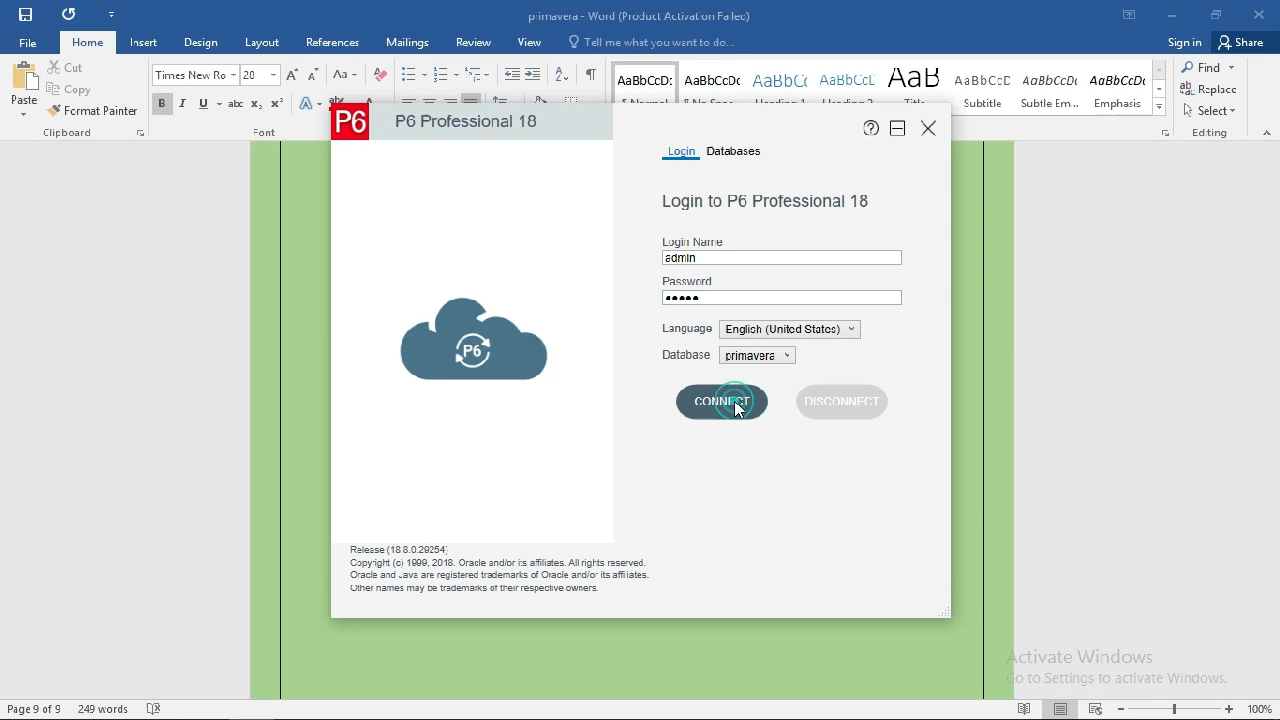 primavera - Word (Product Activation Failed)
File Home Insert Design Layout References Mailings Review View Tell me what you want to do... Sign in Share
Paste
Cut
Copy
Format Painter
Clipboard
Times New Ro 28
B I U abc x₂ x²
Font
AaBbCcDc AaBbCcDc AaBbCc AaBbCcC AaB AaBbCcD AaBbCcDc AaBbCcDc
Subtitle Subtle Em... Emphasis
Find
Replace
Select
Editing
P6 P6 Professional 18
Login Databases
Login to P6 Professional 18
Login Name
admin
Password
Language English (United States)
Database primavera
CONNECT DISCONNECT
P6
Release (18.8.0.29254)
Copyright (c) 1999, 2018. Oracle and/or its affiliates. All rights reserved.
Oracle and Java are registered trademarks of Oracle and/or its affiliates.
Other names may be trademarks of their respective owners.
Activate Windows
Go to Settings to activate Windows.
Page 9 of 9 249 words 100%